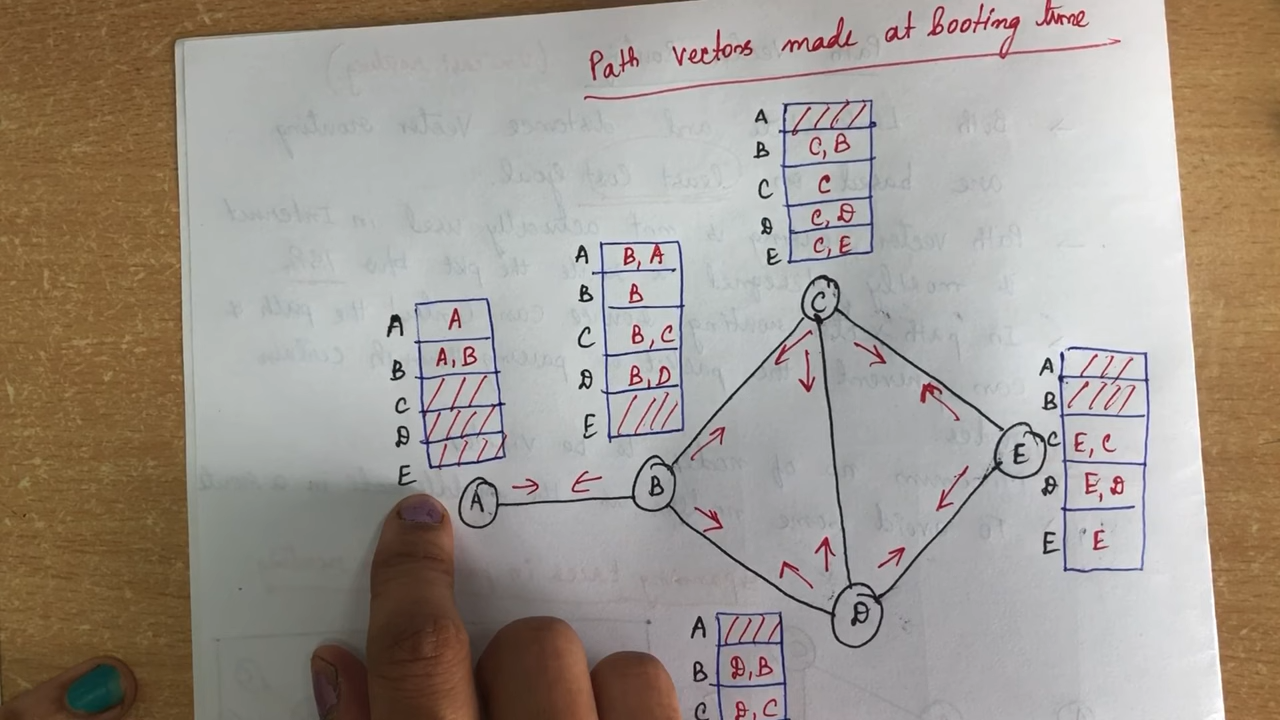 Path vectors made at booting time
A
B C, B
C C
D C, D
E C, E
A B, A
B B
C B, C
D B, D
E
A A
B A, B
C
D
E
A
B
C E, C
D E, D
E E
C
E
B
A
D
A
B D, B
C D, C